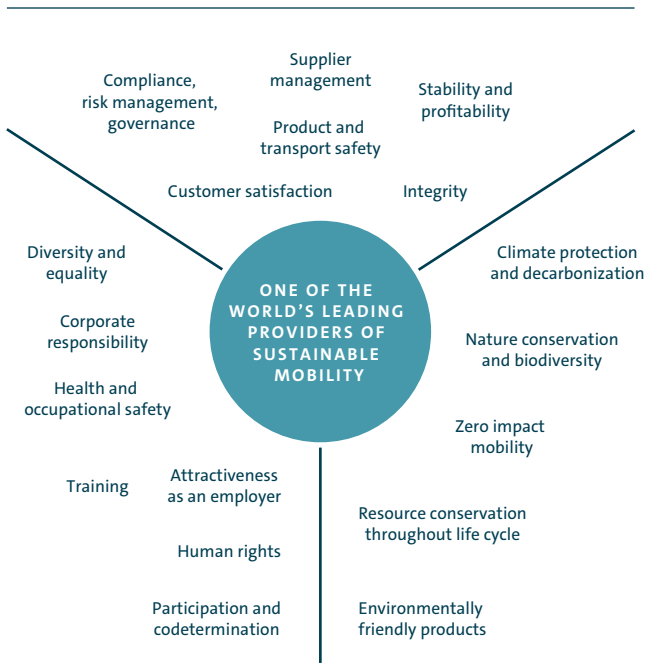 Supplier
management
Compliance,
risk management,
governance
Stability and
profitability
Product and
transport safety
Customer satisfaction
Integrity
Diversity and
equality
Corporate
responsibility
Health and
occupational safety
Training
Attractiveness
as an employer
Human rights
Participation and
codetermination
ONE OF THE
WORLD'S LEADING
PROVIDERS OF
SUSTAINABLE
MOBILITY
Climate protection
and decarbonization
Nature conservation
and biodiversity
Zero impact
mobility
Resource conservation
throughout life cycle
Environmentally
friendly products